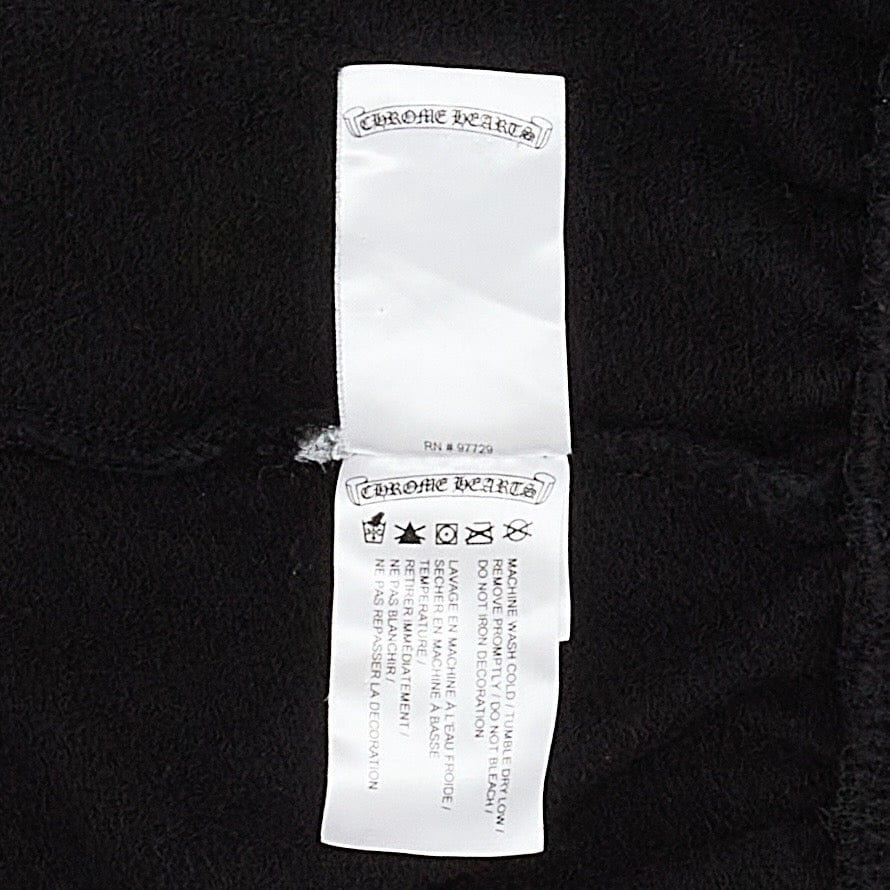 CHROME HEARTS
RN # 97729
CHROME HEARTS
MACHINE WASH COLD / TUMBLE DRY LOW /
REMOVE PROMPTLY / DO NOT BLEACH /
DO NOT IRON DECORATION
LAVAGE EN MACHINE À L'EAU FROIDE /
SECHER EN MACHINE À BASSE
TEMPERATURE /
RETIRER IMMÉDIATEMENT /
NE PAS BLANCHIR /
NE PAS REPASSER LA DECORATION